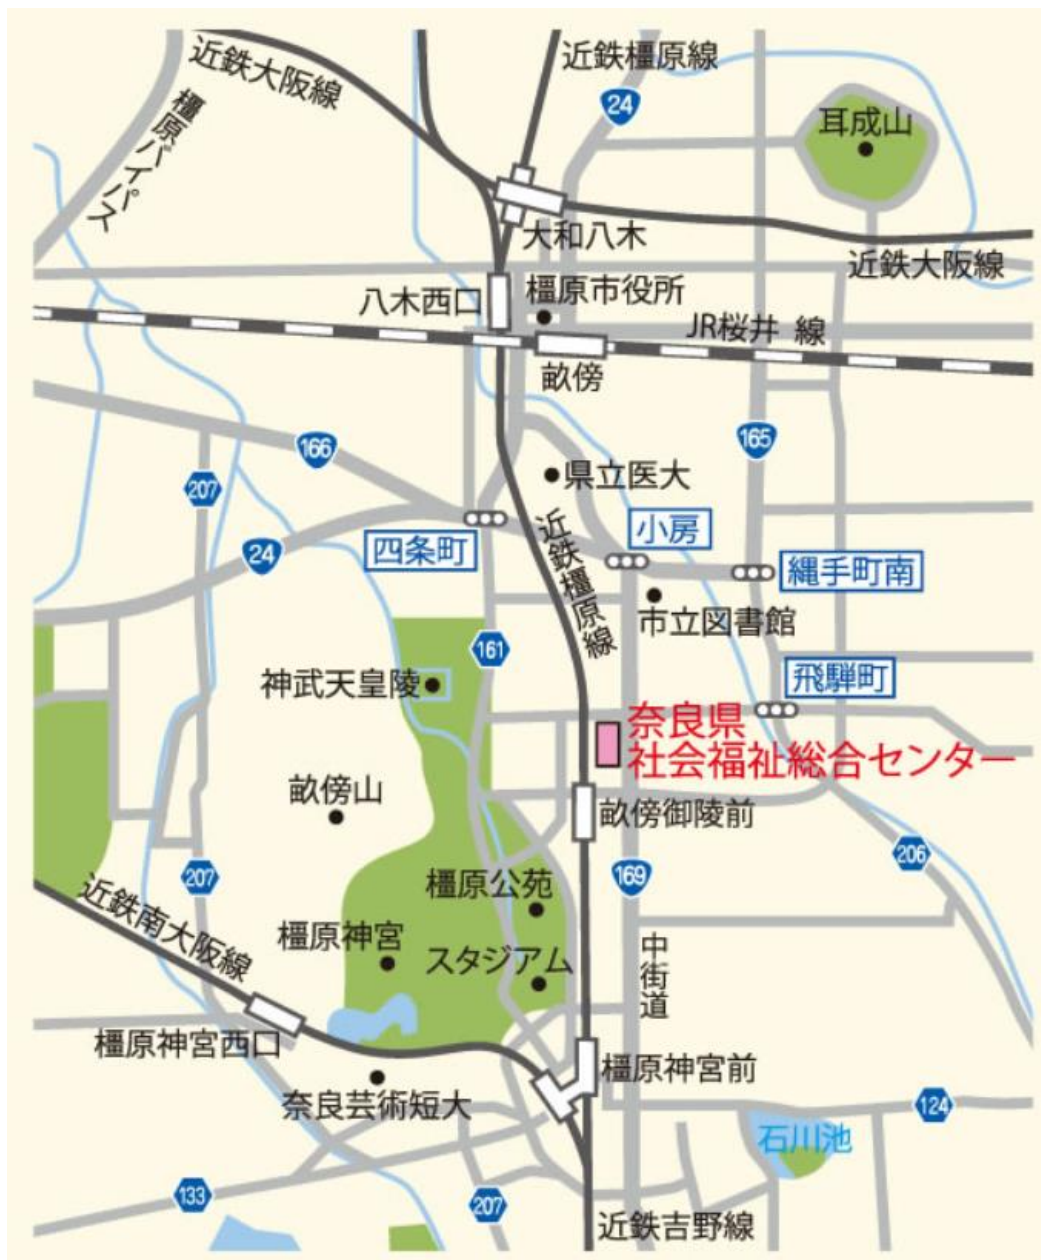 近鉄大阪線
近鉄橿原線
24
耳成山
橿原バイパス
大和八木
近鉄大阪線
八木西口
橿原市役所
JR桜井 線
畝傍
166
165
207
県立医大
24
四条町
近鉄橿原線
小房
縄手町南
市立図書館
161
神武天皇陵
飛騨町
奈良県
社会福祉総合センター
畝傍山
畝傍御陵前
206
207
169
橿原公苑
近鉄南大阪線
橿原神宮
スタジアム
中街道
橿原神宮西口
橿原神宮前
奈良芸術短大
124
石川池
133
207
近鉄吉野線